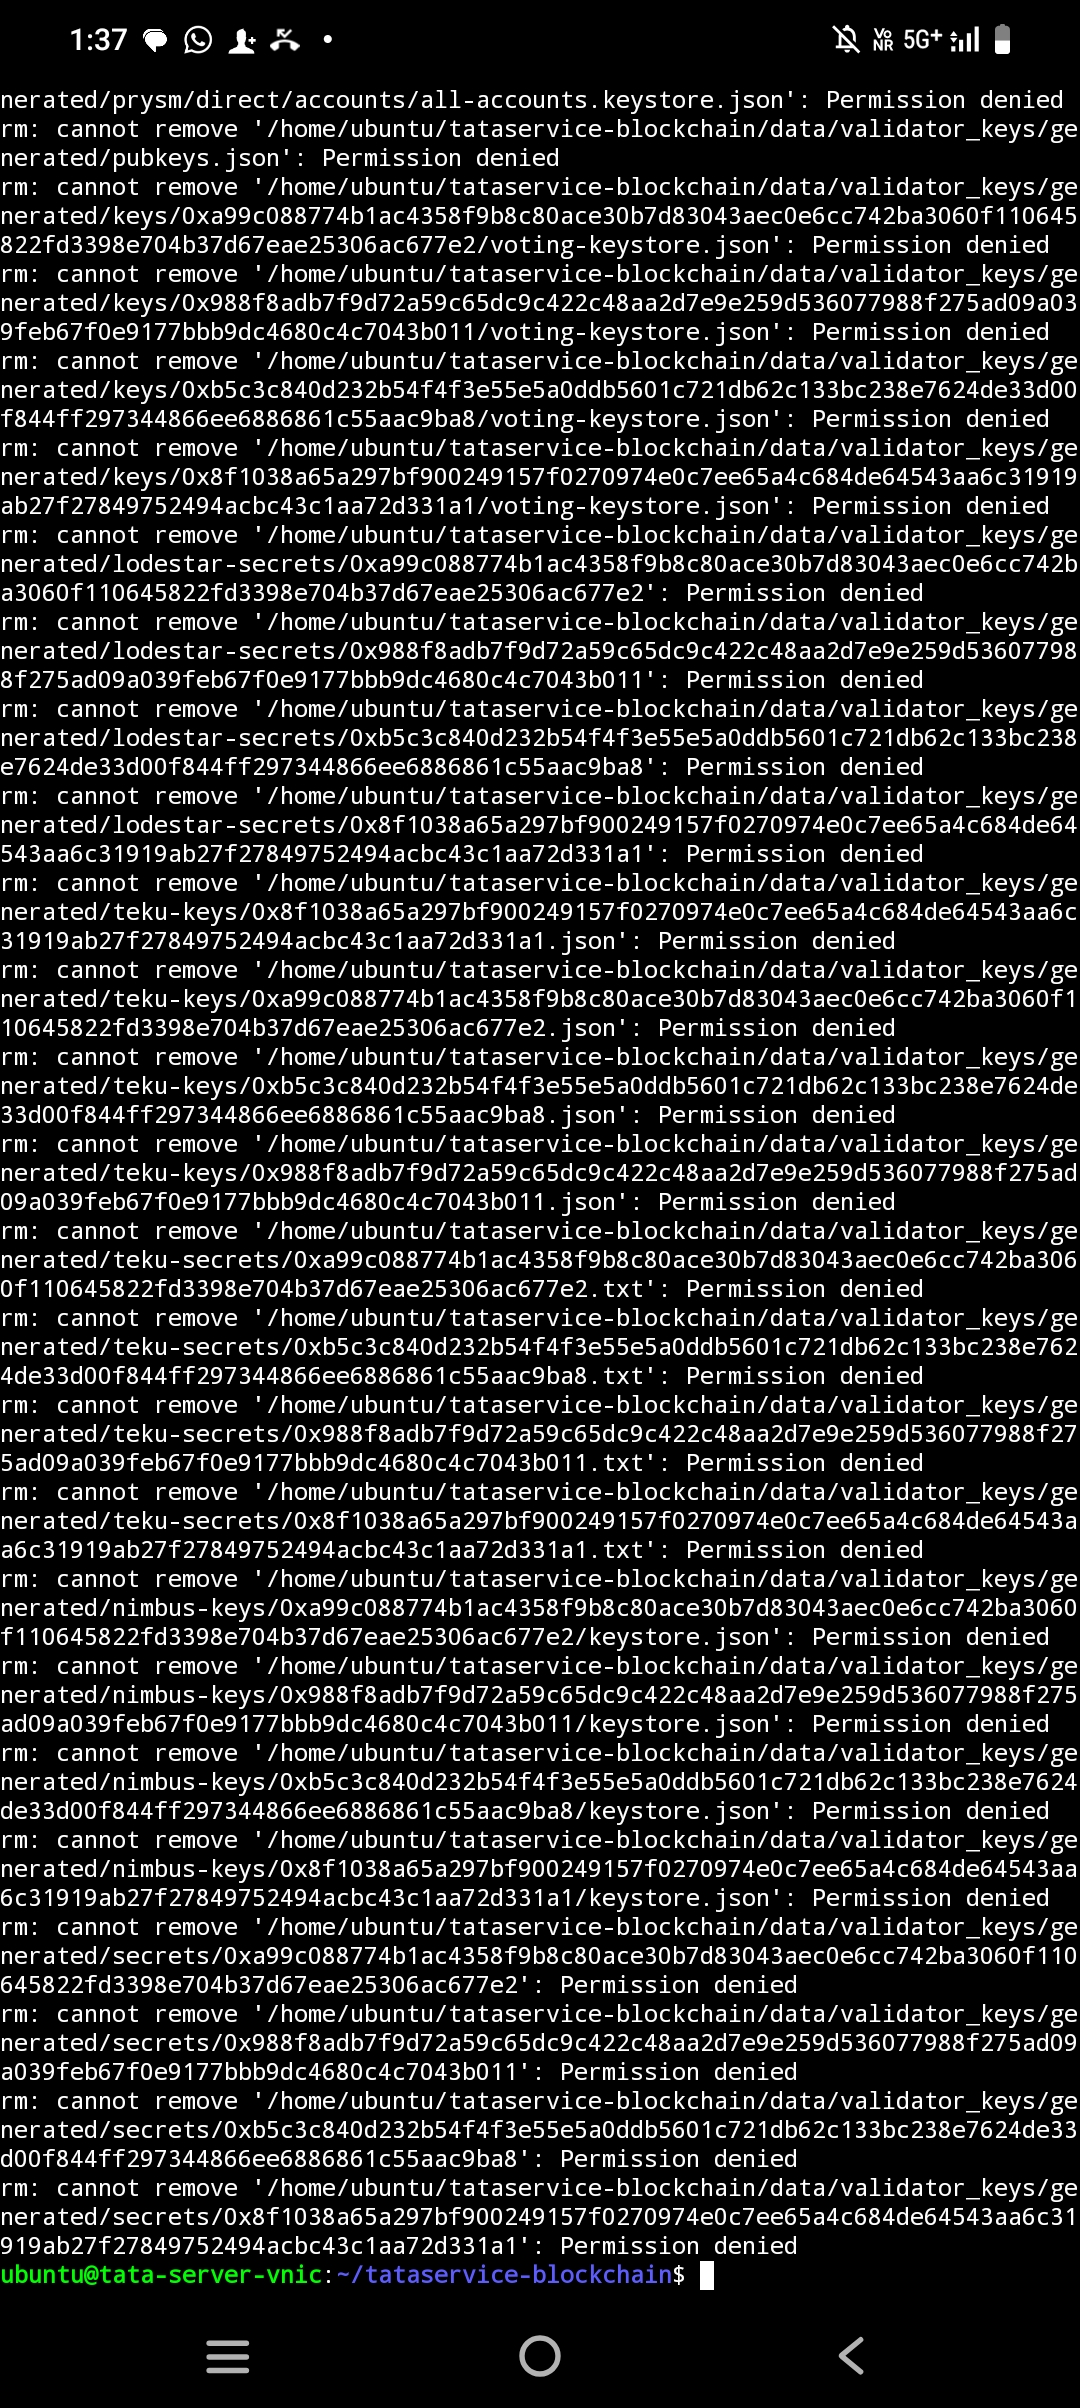 1:37
Vo
NR
5G+
nerated/prysm/direct/accounts/all-accounts.keystore.json': Permission denied
rm: cannot remove '/home/ubuntu/tataservice-blockchain/data/validator_keys/ge
nerated/pubkeys.json': Permission denied
rm: cannot remove '/home/ubuntu/tataservice-blockchain/data/validator_keys/ge
nerated/keys/0xa99c088774b1ac4358f9b8c80ace30b7d83043aec0e6cc742ba3060f110645
822fd3398e704b37d67eae25306ac677e2/voting-keystore.json': Permission denied
rm: cannot remove '/home/ubuntu/tataservice-blockchain/data/validator_keys/ge
nerated/keys/0x988f8adb7f9d72a59c65dc9c422c48aa2d7e9e259d536077988f275ad09a03
9feb67f0e9177bbb9dc4680c4c7043b011/voting-keystore.json': Permission denied
rm: cannot remove '/home/ubuntu/tataservice-blockchain/data/validator_keys/ge
nerated/keys/0xb5c3c840d232b54f4f3e55e5a0ddb5601c721db62c133bc238e7624de33d00
f844ff297344866ee6886861c55aac9ba8/voting-keystore.json': Permission denied
rm: cannot remove '/home/ubuntu/tataservice-blockchain/data/validator_keys/ge
nerated/keys/0x8f1038a65a297bf900249157f0270974e0c7ee65a4c684de64543aa6c31919
ab27f27849752494acbc43c1aa72d331a1/voting-keystore.json': Permission denied
rm: cannot remove '/home/ubuntu/tataservice-blockchain/data/validator_keys/ge
nerated/lodestar-secrets/0xa99c088774b1ac4358f9b8c80ace30b7d83043aec0e6cc742b
a3060f110645822fd3398e704b37d67eae25306ac677e2': Permission denied
rm: cannot remove '/home/ubuntu/tataservice-blockchain/data/validator_keys/ge
nerated/lodestar-secrets/0x988f8adb7f9d72a59c65dc9c422c48aa2d7e9e259d53607798
8f275ad09a039feb67f0e9177bbb9dc4680c4c7043b011': Permission denied
rm: cannot remove '/home/ubuntu/tataservice-blockchain/data/validator_keys/ge
nerated/lodestar-secrets/0xb5c3c840d232b54f4f3e55e5a0ddb5601c721db62c133bc238
e7624de33d00f844ff297344866ee6886861c55aac9ba8': Permission denied
rm: cannot remove '/home/ubuntu/tataservice-blockchain/data/validator_keys/ge
nerated/lodestar-secrets/0x8f1038a65a297bf900249157f0270974e0c7ee65a4c684de64
543aa6c31919ab27f27849752494acbc43c1aa72d331a1': Permission denied
rm: cannot remove '/home/ubuntu/tataservice-blockchain/data/validator_keys/ge
nerated/teku-keys/0x8f1038a65a297bf900249157f0270974e0c7ee65a4c684de64543aa6c
31919ab27f27849752494acbc43c1aa72d331a1.json': Permission denied
rm: cannot remove '/home/ubuntu/tataservice-blockchain/data/validator_keys/ge
nerated/teku-keys/0xa99c088774b1ac4358f9b8c80ace30b7d83043aec0e6cc742ba3060f1
10645822fd3398e704b37d67eae25306ac677e2.json': Permission denied
rm: cannot remove '/home/ubuntu/tataservice-blockchain/data/validator_keys/ge
nerated/teku-keys/0xb5c3c840d232b54f4f3e55e5a0ddb5601c721db62c133bc238e7624de
33d00f844ff297344866ee6886861c55aac9ba8.json': Permission denied
rm: cannot remove '/home/ubuntu/tataservice-blockchain/data/validator_keys/ge
nerated/teku-keys/0x988f8adb7f9d72a59c65dc9c422c48aa2d7e9e259d536077988f275ad
09a039feb67f0e9177bbb9dc4680c4c7043b011.json': Permission denied
rm: cannot remove '/home/ubuntu/tataservice-blockchain/data/validator_keys/ge
nerated/teku-secrets/0xa99c088774b1ac4358f9b8c80ace30b7d83043aec0e6cc742ba306
0f110645822fd3398e704b37d67eae25306ac677e2.txt': Permission denied
rm: cannot remove '/home/ubuntu/tataservice-blockchain/data/validator_keys/ge
nerated/teku-secrets/0xb5c3c840d232b54f4f3e55e5a0ddb5601c721db62c133bc238e762
4de33d00f844ff297344866ee6886861c55aac9ba8.txt': Permission denied
rm: cannot remove '/home/ubuntu/tataservice-blockchain/data/validator_keys/ge
nerated/teku-secrets/0x988f8adb7f9d72a59c65dc9c422c48aa2d7e9e259d536077988f27
5ad09a039feb67f0e9177bbb9dc4680c4c7043b011.txt': Permission denied
rm: cannot remove '/home/ubuntu/tataservice-blockchain/data/validator_keys/ge
nerated/teku-secrets/0x8f1038a65a297bf900249157f0270974e0c7ee65a4c684de64543a
a6c31919ab27f27849752494acbc43c1aa72d331a1.txt': Permission denied
rm: cannot remove '/home/ubuntu/tataservice-blockchain/data/validator_keys/ge
nerated/nimbus-keys/0xa99c088774b1ac4358f9b8c80ace30b7d83043aec0e6cc742ba3060
f110645822fd3398e704b37d67eae25306ac677e2/keystore.json': Permission denied
rm: cannot remove '/home/ubuntu/tataservice-blockchain/data/validator_keys/ge
nerated/nimbus-keys/0x988f8adb7f9d72a59c65dc9c422c48aa2d7e9e259d536077988f275
ad09a039feb67f0e9177bbb9dc4680c4c7043b011/keystore.json': Permission denied
rm: cannot remove '/home/ubuntu/tataservice-blockchain/data/validator_keys/ge
nerated/nimbus-keys/0xb5c3c840d232b54f4f3e55e5a0ddb5601c721db62c133bc238e7624
de33d00f844ff297344866ee6886861c55aac9ba8/keystore.json': Permission denied
rm: cannot remove '/home/ubuntu/tataservice-blockchain/data/validator_keys/ge
nerated/nimbus-keys/0x8f1038a65a297bf900249157f0270974e0c7ee65a4c684de64543aa
6c31919ab27f27849752494acbc43c1aa72d331a1/keystore.json': Permission denied
rm: cannot remove '/home/ubuntu/tataservice-blockchain/data/validator_keys/ge
nerated/secrets/0xa99c088774b1ac4358f9b8c80ace30b7d83043aec0e6cc742ba3060f110
645822fd3398e704b37d67eae25306ac677e2': Permission denied
rm: cannot remove '/home/ubuntu/tataservice-blockchain/data/validator_keys/ge
nerated/secrets/0x988f8adb7f9d72a59c65dc9c422c48aa2d7e9e259d536077988f275ad09
a039feb67f0e9177bbb9dc4680c4c7043b011': Permission denied
rm: cannot remove '/home/ubuntu/tataservice-blockchain/data/validator_keys/ge
nerated/secrets/0xb5c3c840d232b54f4f3e55e5a0ddb5601c721db62c133bc238e7624de33
d00f844ff297344866ee6886861c55aac9ba8': Permission denied
rm: cannot remove '/home/ubuntu/tataservice-blockchain/data/validator_keys/ge
nerated/secrets/0x8f1038a65a297bf900249157f0270974e0c7ee65a4c684de64543aa6c31
919ab27f27849752494acbc43c1aa72d331a1': Permission denied
ubuntu@tata-server-vnic:~/tataservice-blockchain$